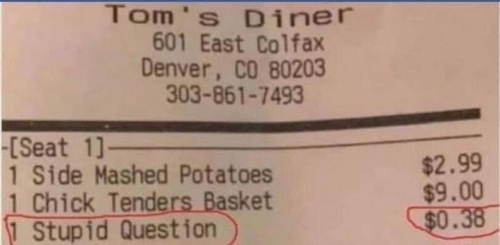 Tom's Diner
601 East Colfax
Denver, CO 80203
303-861-7493
-[Seat 1]-
1 Side Mashed Potatoes $2.99
1 Chick Tenders Basket $9.00
1 Stupid Question $0.38